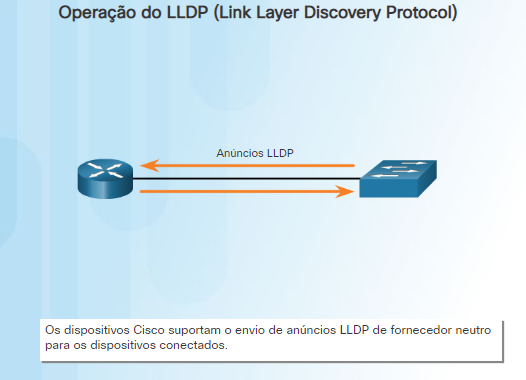 Operação do LLDP (Link Layer Discovery Protocol)
Anúncios LLDP
Os dispositivos Cisco suportam o envio de anúncios LLDP de fornecedor neutro
para os dispositivos conectados.